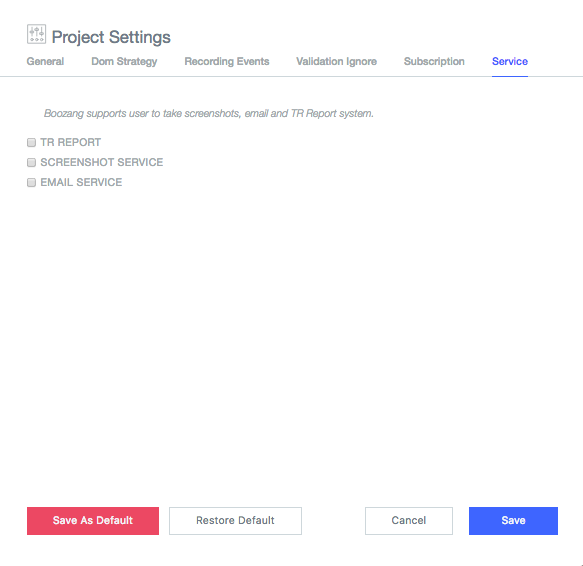 Project Settings
General Dom Strategy Recording Events Validation Ignore Subscription Service
Boozang supports user to take screenshots, email and TR Report system.
TR REPORT
SCREENSHOT SERVICE
EMAIL SERVICE
Save As Default Restore Default Cancel Save